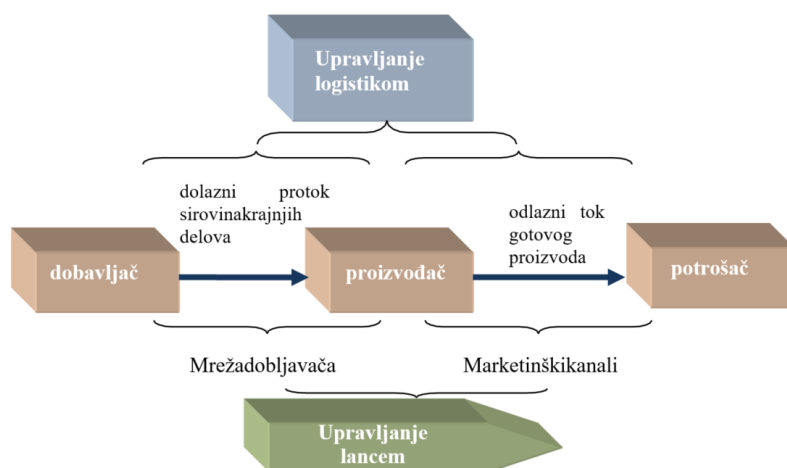 Upravljanje
logistikom
dolazni protok
sirovinakrajnjih
delova
odlazni tok
gotovog
proizvoda
dobavljač
proizvođač
potrošač
Mrežadobljavača
Marketinškikanali
Upravljanje
lancem